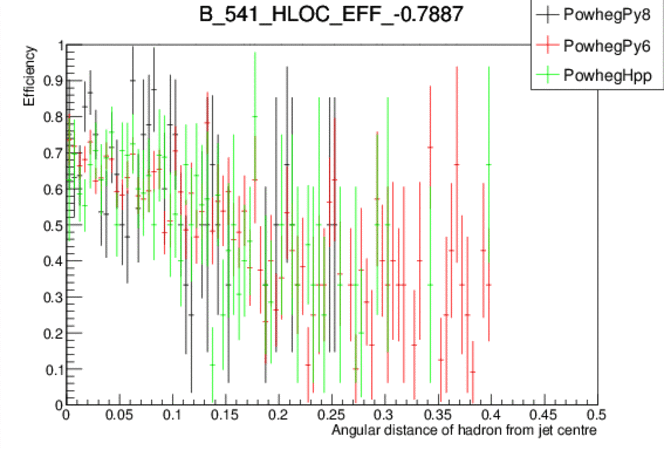 B_541_HLOC_EFF_-0.7887
PowhegPy8
PowhegPy6
PowhegHpp
Efficiency
1
0.9
0.8
0.7
0.6
0.5
0.4
0.3
0.2
0.1
0
0 0.05 0.1 0.15 0.2 0.25 0.3 0.35 0.4 0.45 0.5
Angular distance of hadron from jet centre